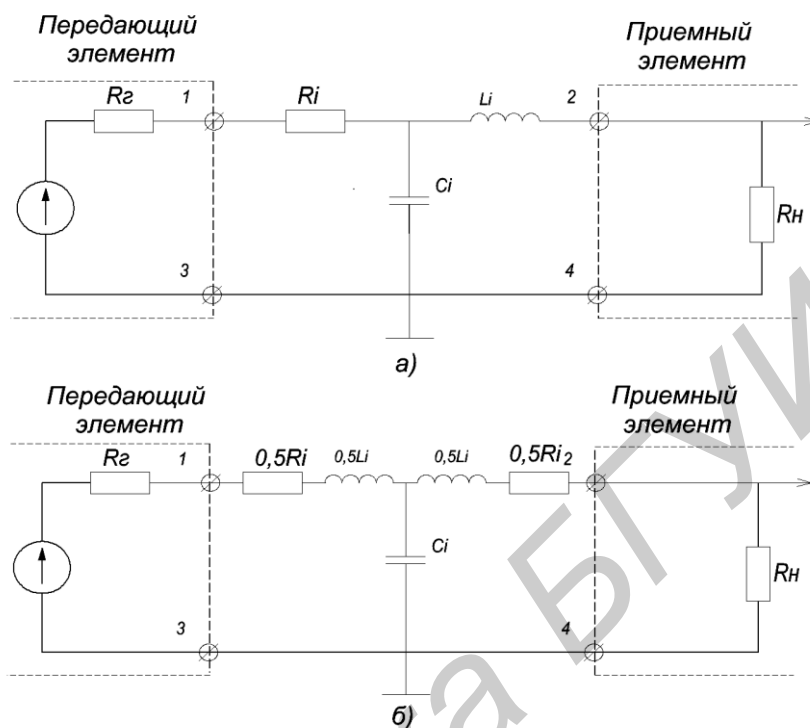 Передающий элемент
Приемный элемент
Rг
1
Ri
Li
2
Ci
Rн
3
4
а)
Передающий элемент
Приемный элемент
Rг
1
0,5Ri
0,5Li
0,5Li
0,5Ri
2
Ci
Rн
3
4
б)
а БГУИ